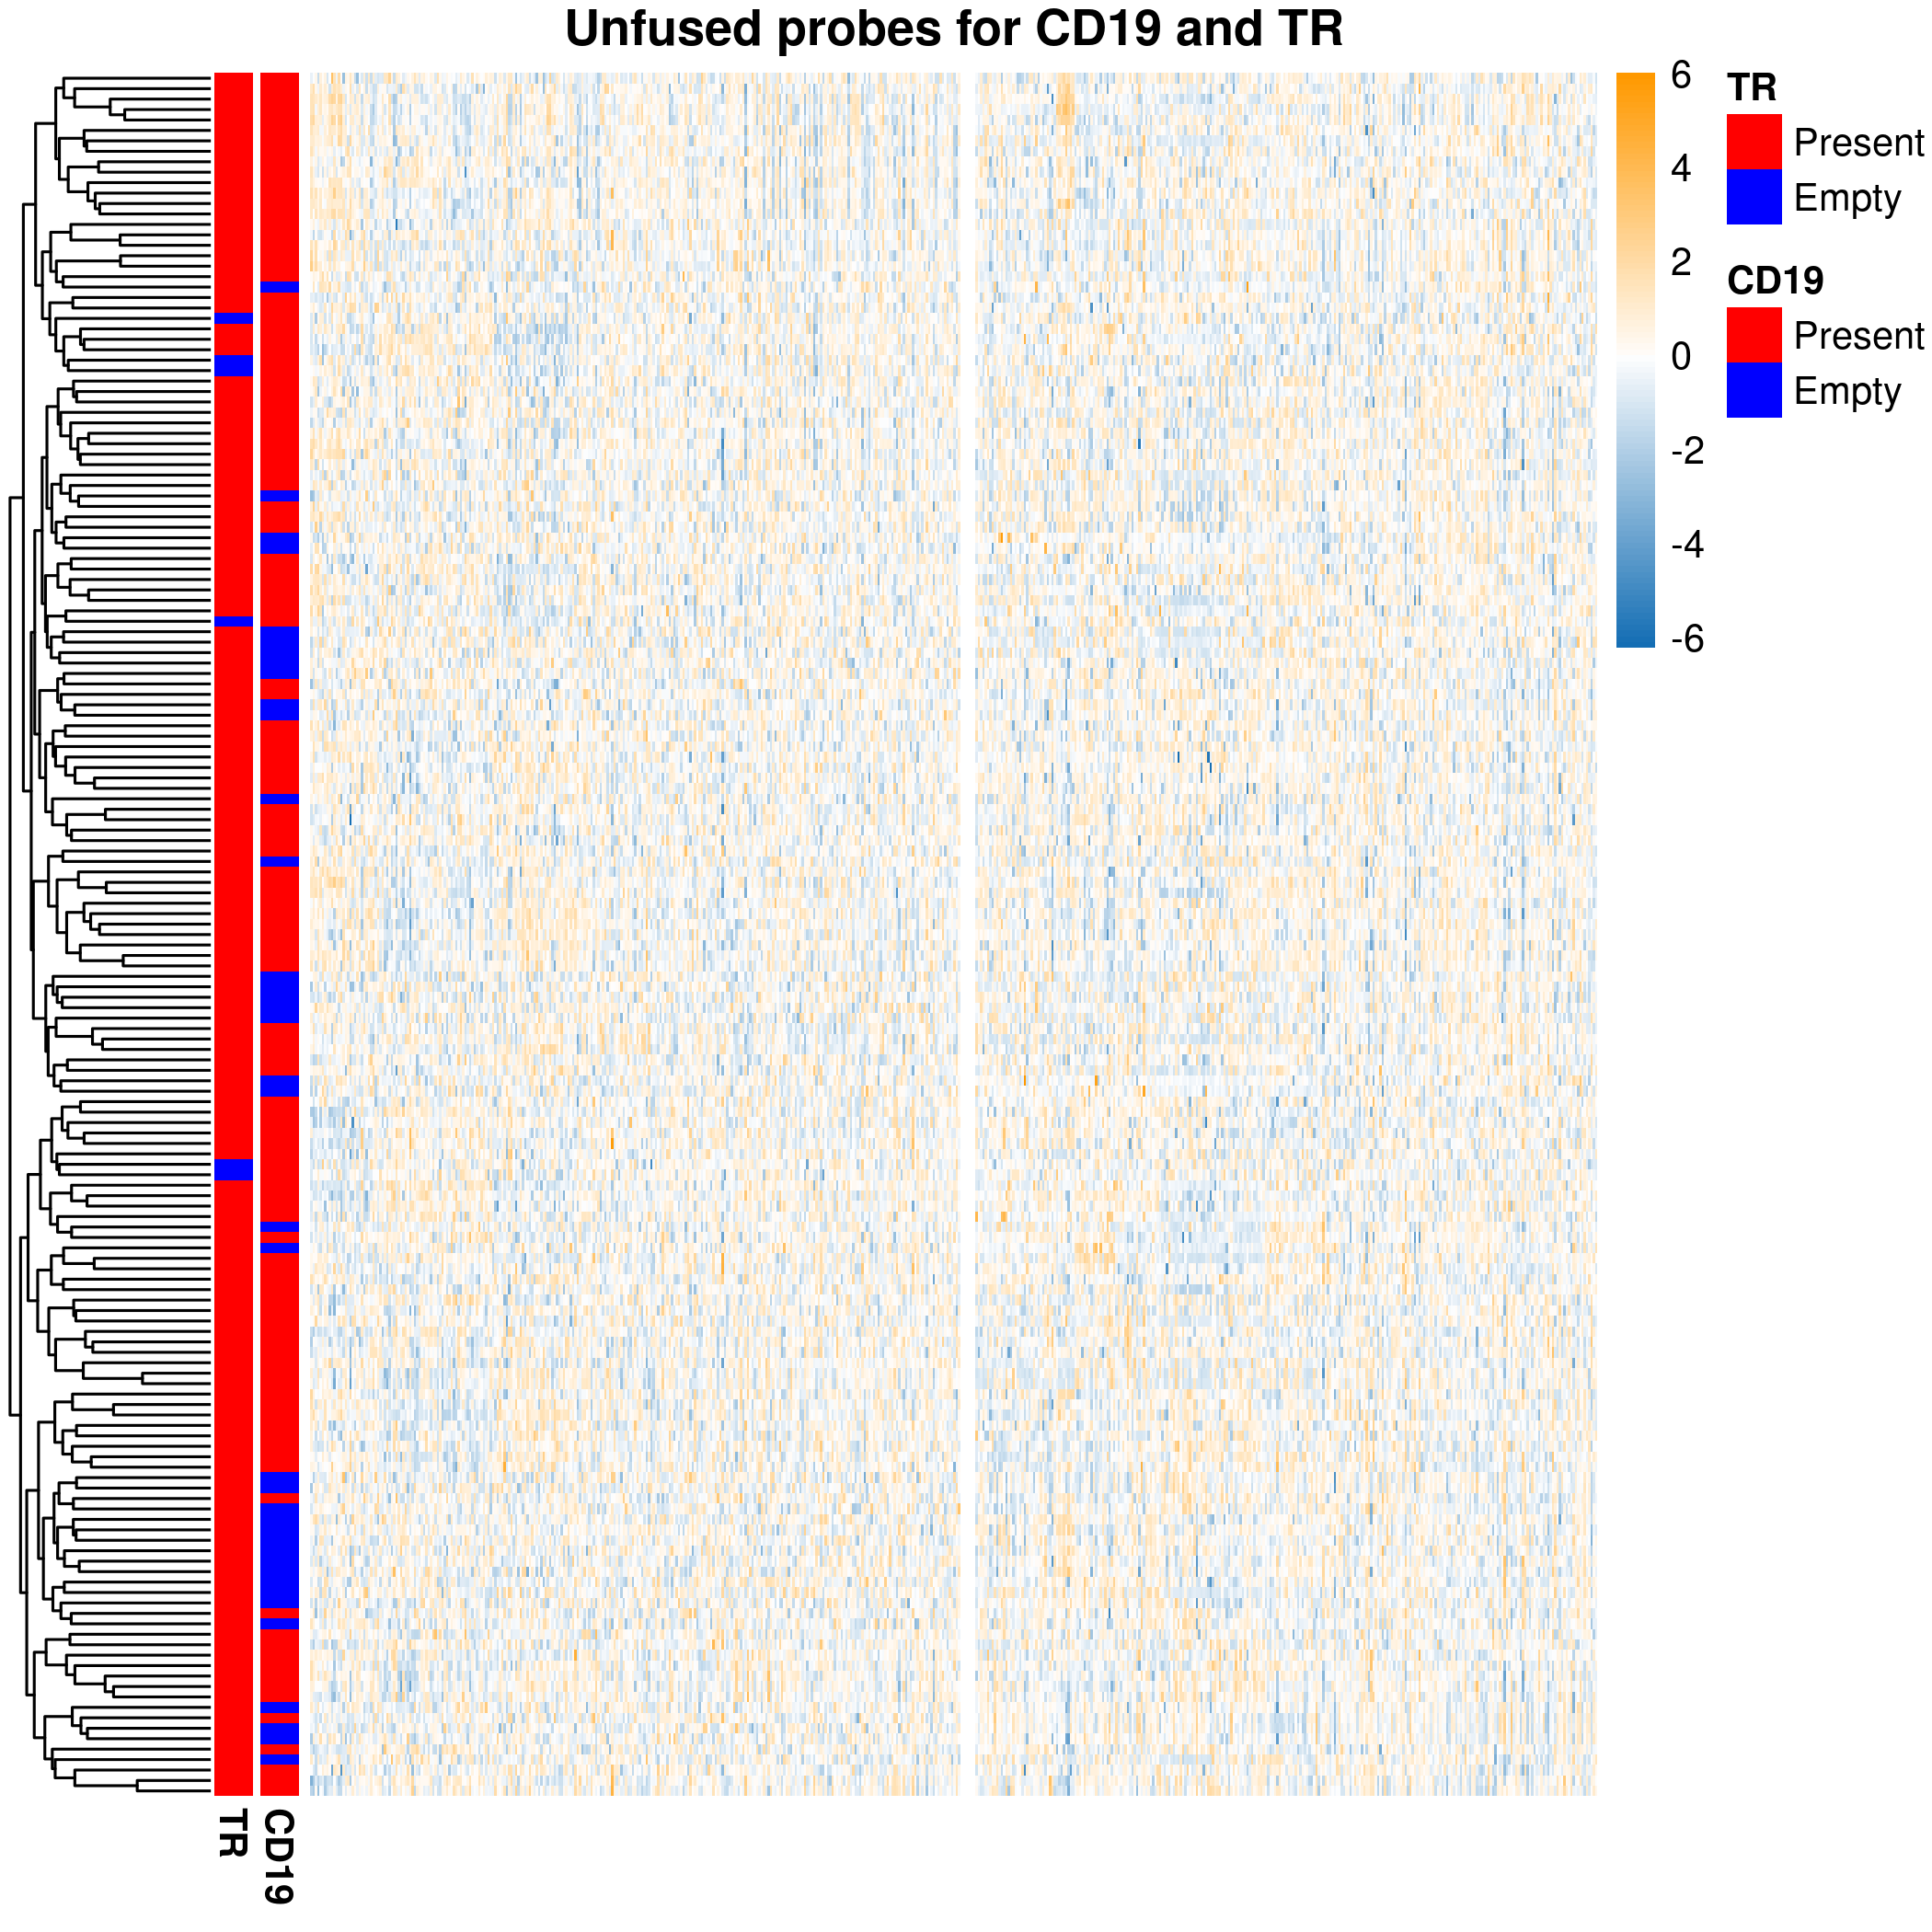 Unfused probes for CD19 and TR
6
4
2
0
-2
-4
-6
TR
Present
Empty
CD19
Present
Empty
TR
CD19